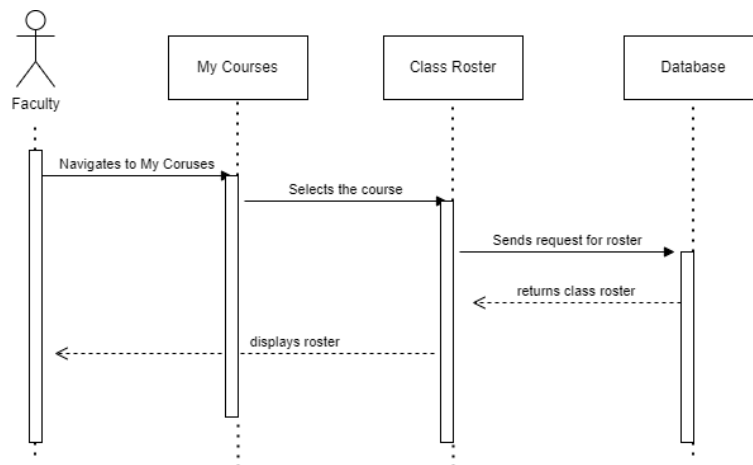 My Courses
Class Roster
Database
Faculty
Navigates to My Coruses
Selects the course
Sends request for roster
returns class roster
displays roster